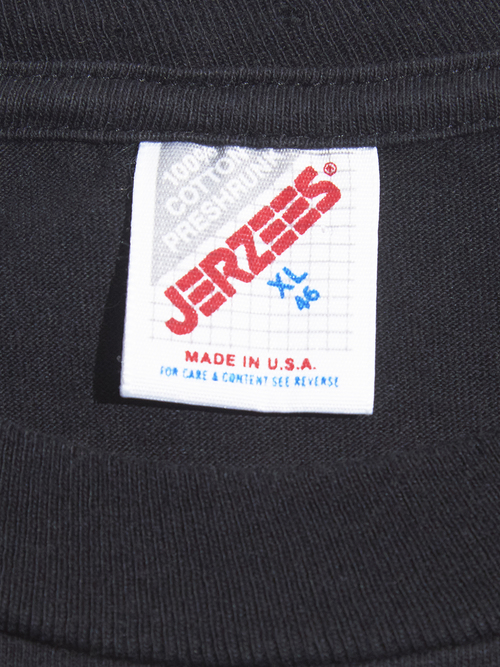 100%
COTTON
PRESHRUNK
JERZEES®
XL
46
MADE IN U.S.A.
FOR CARE & CONTENT SEE REVERSE